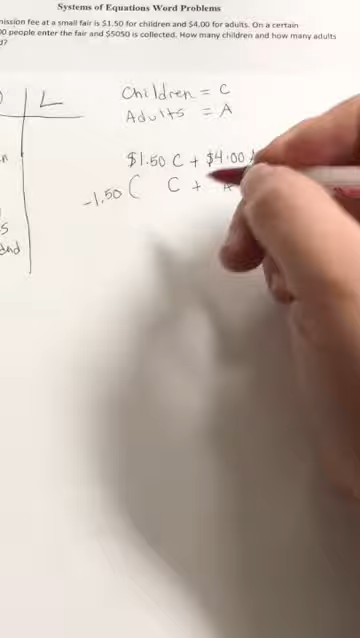 Systems of Equations Word Problems
mission fee at a small fair is $1.50 for children and $4.00 for adults. On a certain
00 people enter the fair and $5050 is collected. How many children and how many adults
d?
L
Children = C
Adults = A
$1.50 C + $4.00 A
-1.50 ( C + A